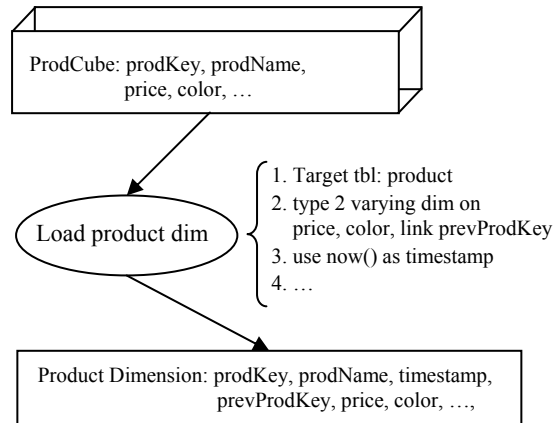 ProdCube: prodKey, prodName,
price, color, …
Load product dim
1. Target tbl: product
2. type 2 varying dim on
price, color, link prevProdKey
3. use now() as timestamp
4. …
Product Dimension: prodKey, prodName, timestamp,
prevProdKey, price, color, …,